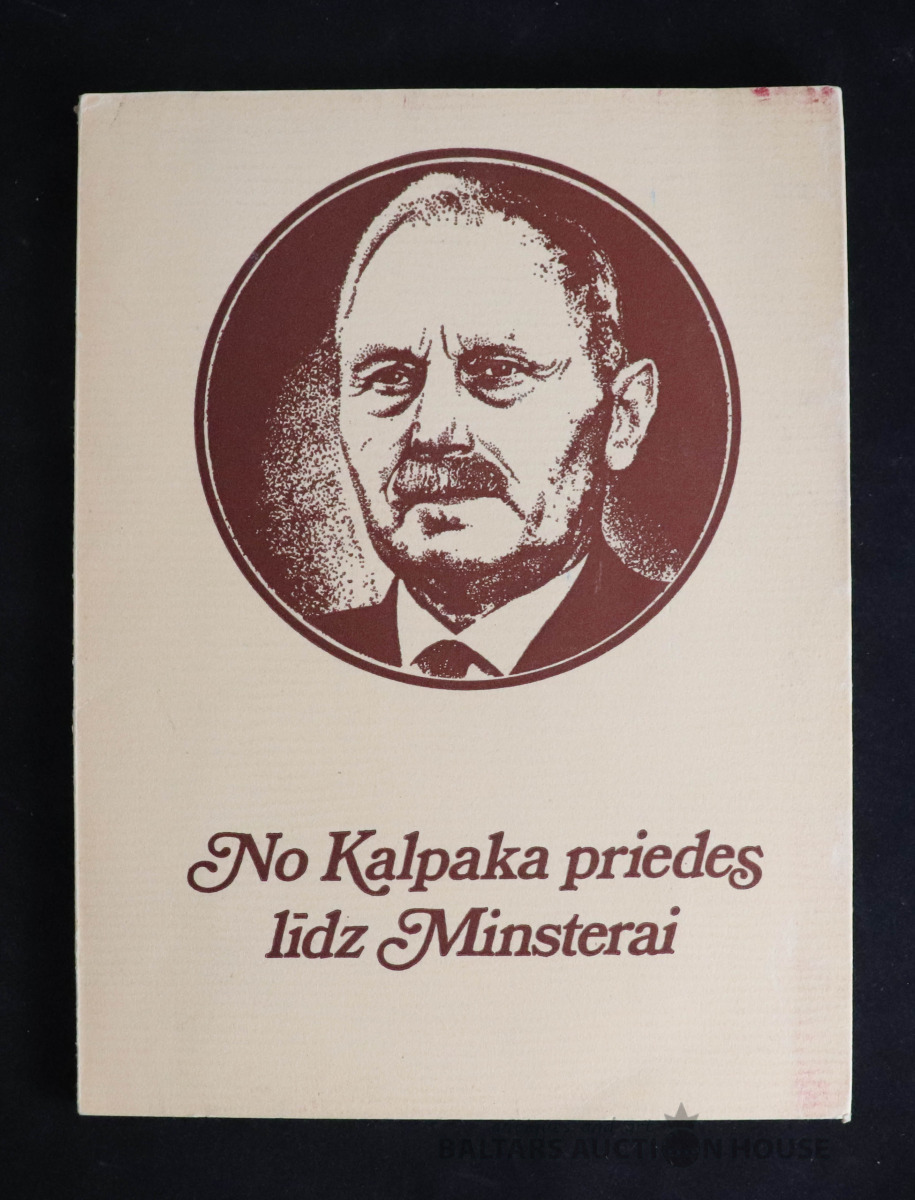 No Kalpaka priedes
līdz Minsterai
BALTARS AUCTION HOUSE